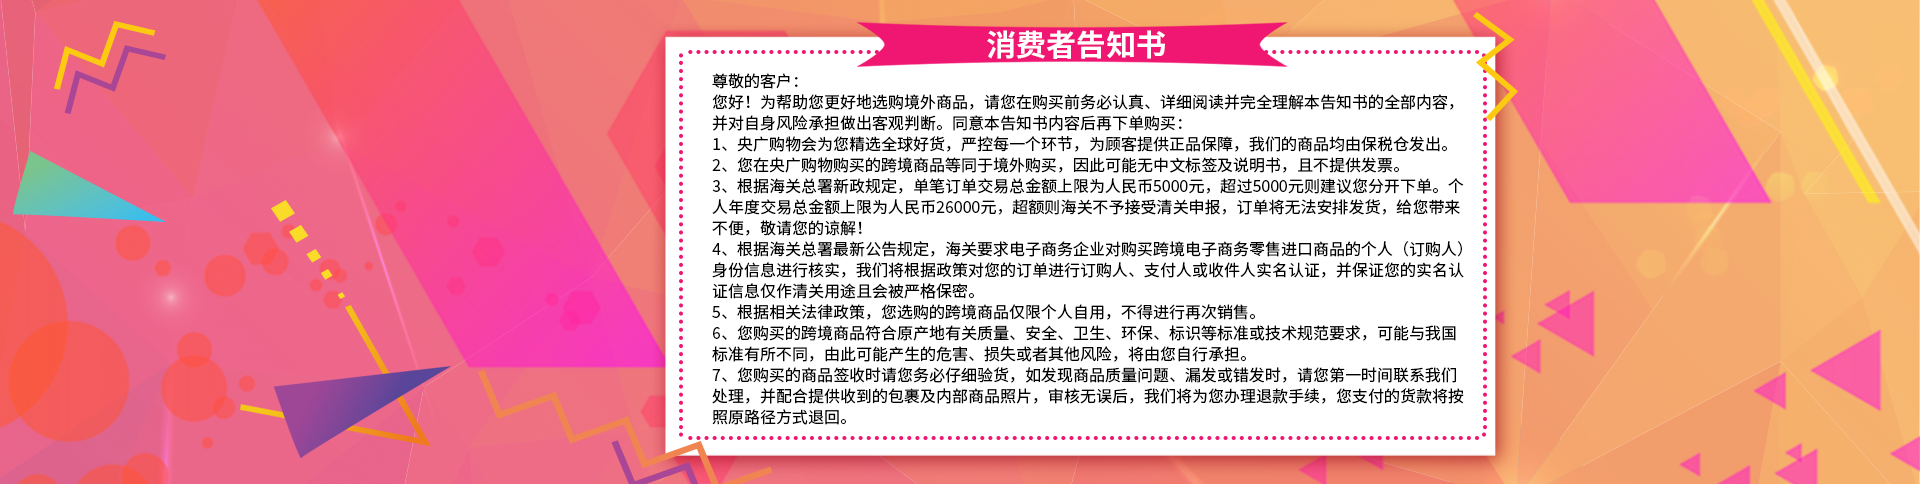 消费者告知书
尊敬的客户：
您好！为帮助您更好地选购境外商品，请您在购买前务必认真、详细阅读并完全理解本告知书的全部内容，
并对自身风险承担做出客观判断。同意本告知书内容后再下单购买：
1、央广购物会为您精选全球好货，严控每一个环节，为顾客提供正品保障，我们的商品均由保税仓发出。
2、您在央广购物购买的跨境商品等同于境外购买，因此可能无中文标签及说明书，且不提供发票。
3、根据海关总署新政规定，单笔订单交易总金额上限为人民币5000元，超过5000元则建议您分开下单。个
人年度交易总金额上限为人民币26000元，超额则海关不予接受清关申报，订单将无法安排发货，给您带来
不便，敬请您的谅解！
4、根据海关总署最新公告规定，海关要求电子商务企业对购买跨境电子商务零售进口商品的个人（订购人）
身份信息进行核实，我们将根据政策对您的订单进行订购人、支付人或收件人实名认证，并保证您的实名认
证信息仅作清关用途且会被严格保密。
5、根据相关法律政策，您选购的跨境商品仅限个人自用，不得进行再次销售。
6、您购买的跨境商品符合原产地有关质量、安全、卫生、环保、标识等标准或技术规范要求，可能与我国
标准有所不同，由此可能产生的危害、损失或者其他风险，将由您自行承担。
7、您购买的商品签收时请您务必仔细验货，如发现商品质量问题、漏发或错发时，请您第一时间联系我们
处理，并配合提供收到的包裹及内部商品照片，审核无误后，我们将为您办理退款手续，您支付的货款将按
照原路径方式退回。